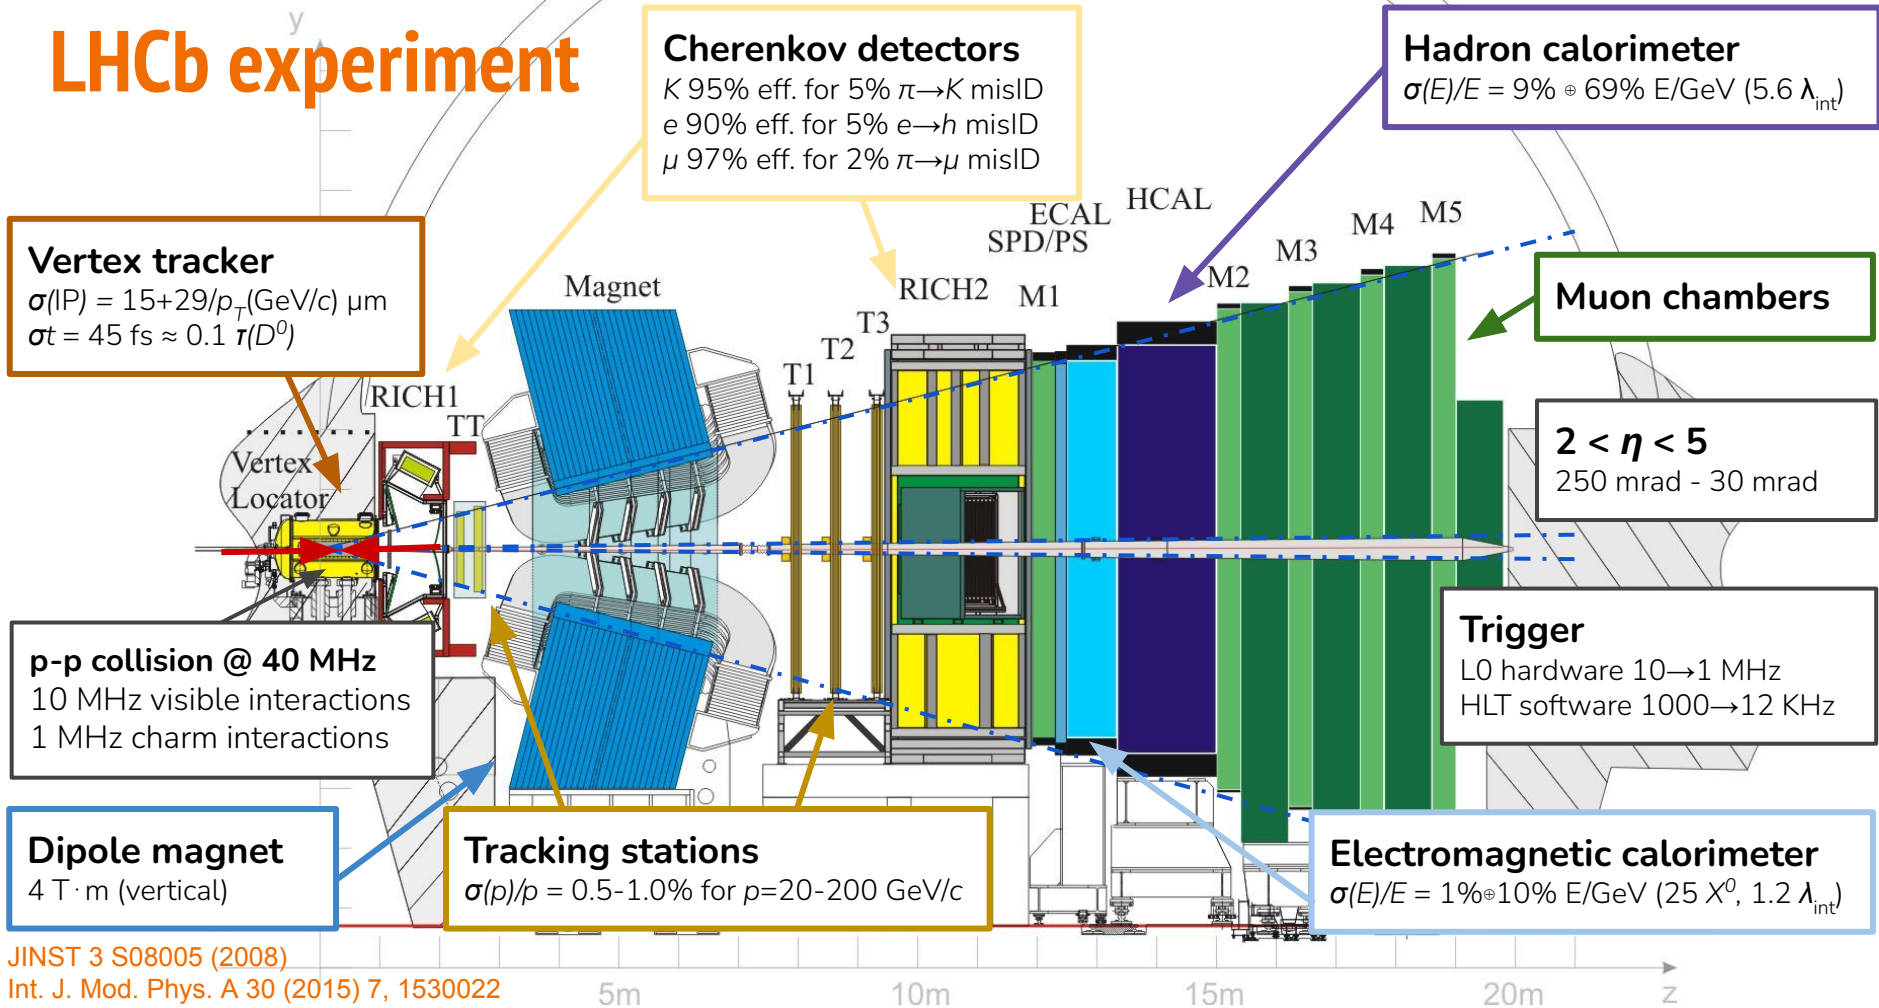 LHCb experiment
y
Cherenkov detectors
K 95% eff. for 5% π→K misID
e 90% eff. for 5% e→h misID
μ 97% eff. for 2% π→μ misID
Hadron calorimeter
σ(E)/E = 9% ⊕ 69% E/GeV (5.6 λint)
Vertex tracker
σ(IP) = 15+29/pT(GeV/c) μm
σt = 45 fs ≈ 0.1 τ(D⁰)
ECAL
HCAL
SPD/PS
M5
M4
M3
M2
Magnet
RICH2
M1
T3
T2
T1
Muon chambers
RICH1
TT
Vertex
Locator
2 < η < 5
250 mrad - 30 mrad
p-p collision @ 40 MHz
10 MHz visible interactions
1 MHz charm interactions
Trigger
L0 hardware 10→1 MHz
HLT software 1000→12 KHz
Dipole magnet
4 T·m (vertical)
Tracking stations
σ(p)/p = 0.5-1.0% for p=20-200 GeV/c
Electromagnetic calorimeter
σ(E)/E = 1%⊕10% E/GeV (25 X⁰, 1.2 λint)
JINST 3 S08005 (2008)
Int. J. Mod. Phys. A 30 (2015) 7, 1530022
5m
10m
15m
20m
z